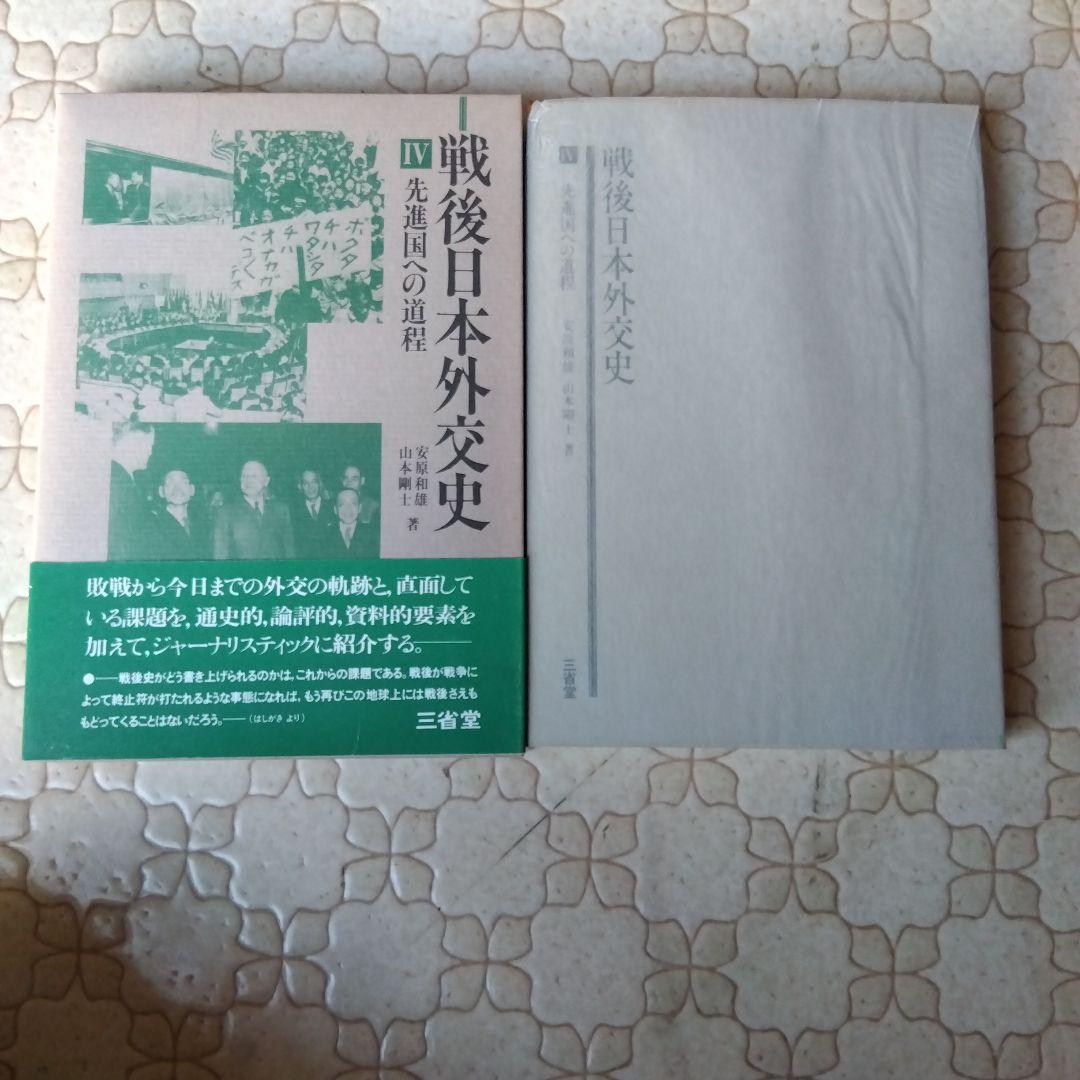 戦後日本外交史
IV 先進国への道程
安原和雄
山本剛士 著
ボクタチハ
ワタシタチハ
オナカガ
ペコペコ
デス
敗戦から今日までの外交の軌跡と,直面して
いる課題を,通史的,論評的,資料的要素を
加えて,ジャーナリスティックに紹介する。――
●――戦後史がどう書き上げられるのかは,これからの課題である。戦後が戦争に
よって終止符が打たれるような事態になれば,もう再びこの地球上には戦後さえも
もどってくることはないだろう。――(はしがき より)
三省堂
戦後日本外交史
IV 先進国への道程 安原和雄 山本剛士 著
三省堂